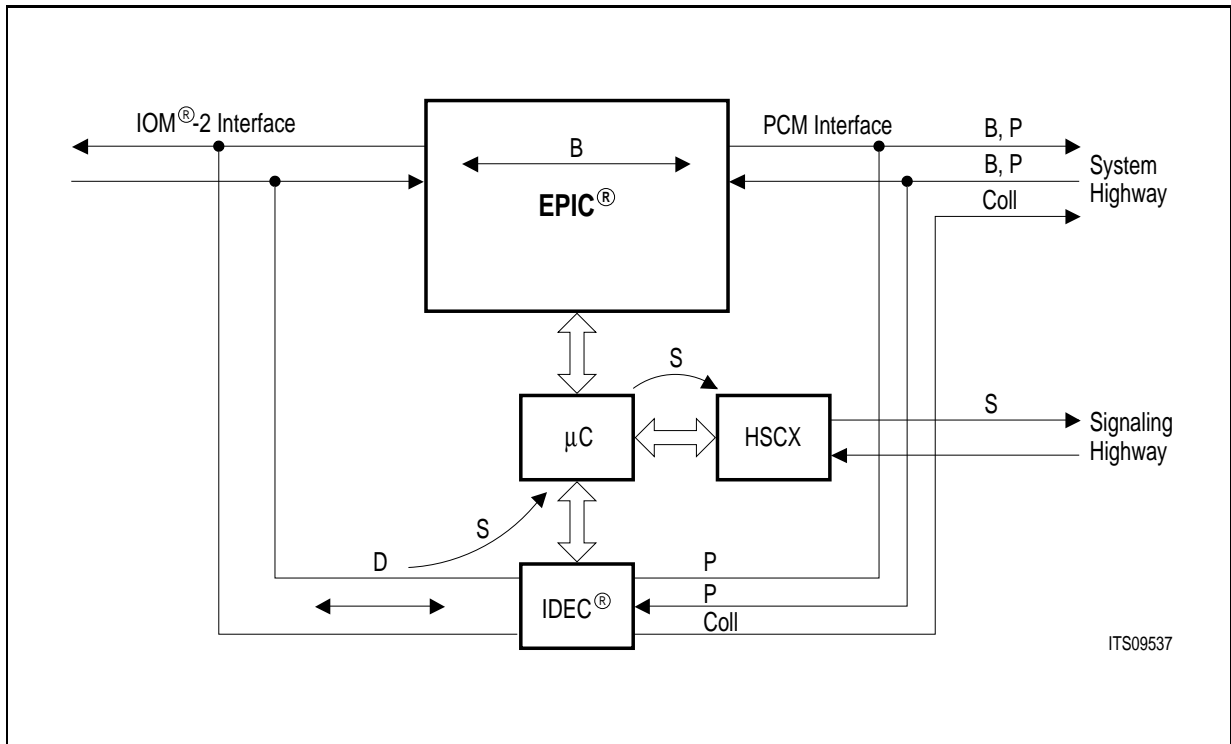 IOM®-2 Interface
PCM Interface
B, P
B
B, P
System
Highway
EPIC®
Coll
S
S
μC
HSCX
Signaling
Highway
S
D
P
P
IDEC®
Coll
ITS09537